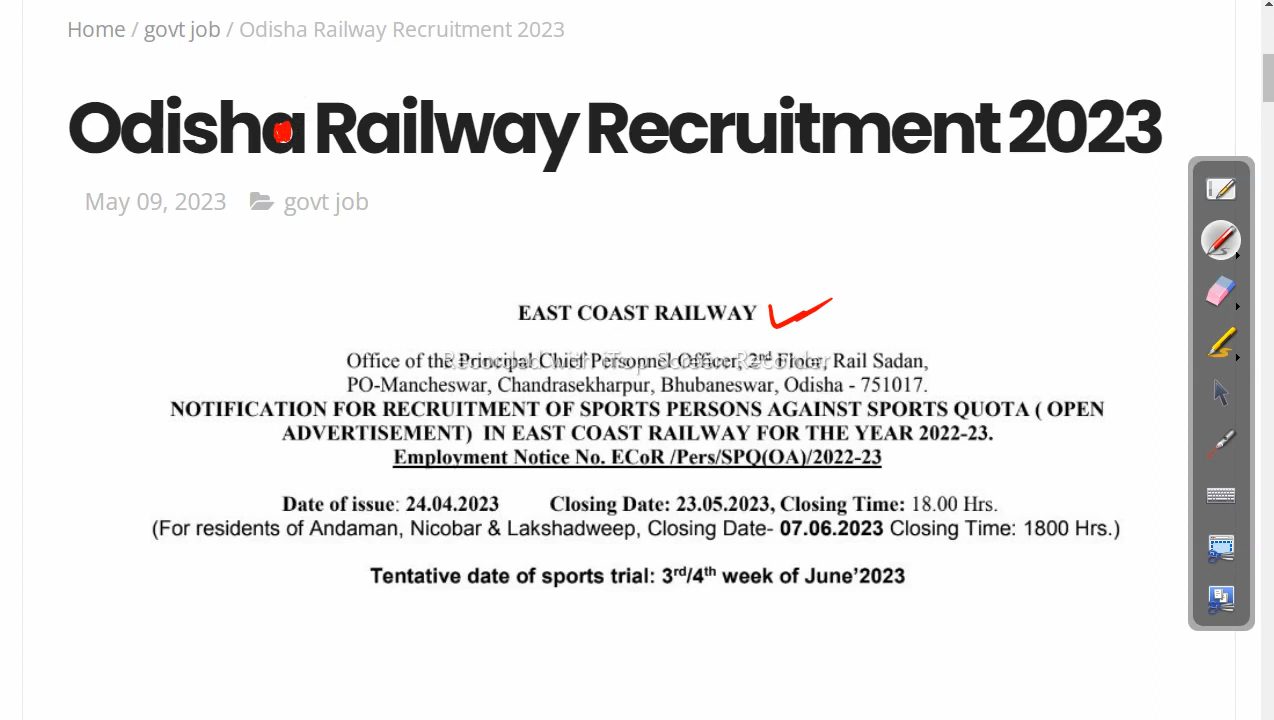 Home / govt job / Odisha Railway Recruitment 2023
Odisha Railway Recruitment 2023
May 09, 2023 govt job
EAST COAST RAILWAY
Office of the Principal Chief Personnel Officer, 2nd Floor, Rail Sadan,
Recorded with iTop Screen Recorder
PO-Mancheswar, Chandrasekharpur, Bhubaneswar, Odisha - 751017.
NOTIFICATION FOR RECRUITMENT OF SPORTS PERSONS AGAINST SPORTS QUOTA ( OPEN
ADVERTISEMENT) IN EAST COAST RAILWAY FOR THE YEAR 2022-23.
Employment Notice No. ECoR /Pers/SPQ(OA)/2022-23
Date of issue: 24.04.2023 Closing Date: 23.05.2023, Closing Time: 18.00 Hrs.
(For residents of Andaman, Nicobar & Lakshadweep, Closing Date- 07.06.2023 Closing Time: 1800 Hrs.)
Tentative date of sports trial: 3rd/4th week of June'2023